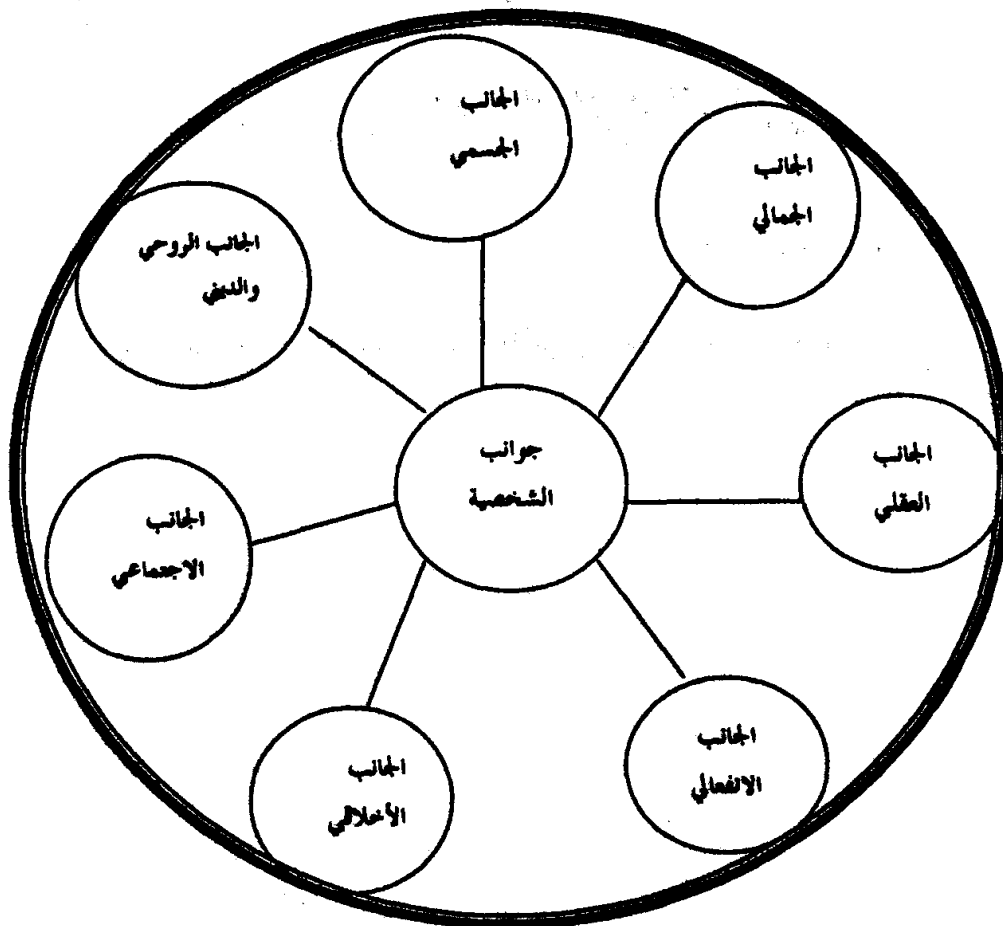 الجانب
الجسمي
الجانب
الجمالي
الجانب الروحي
والديني
جوانب
الشخصية
الجانب
العقلي
الجانب
الاجتماعي
الجانب
الانفعالي
الجانب
الأخلاقي